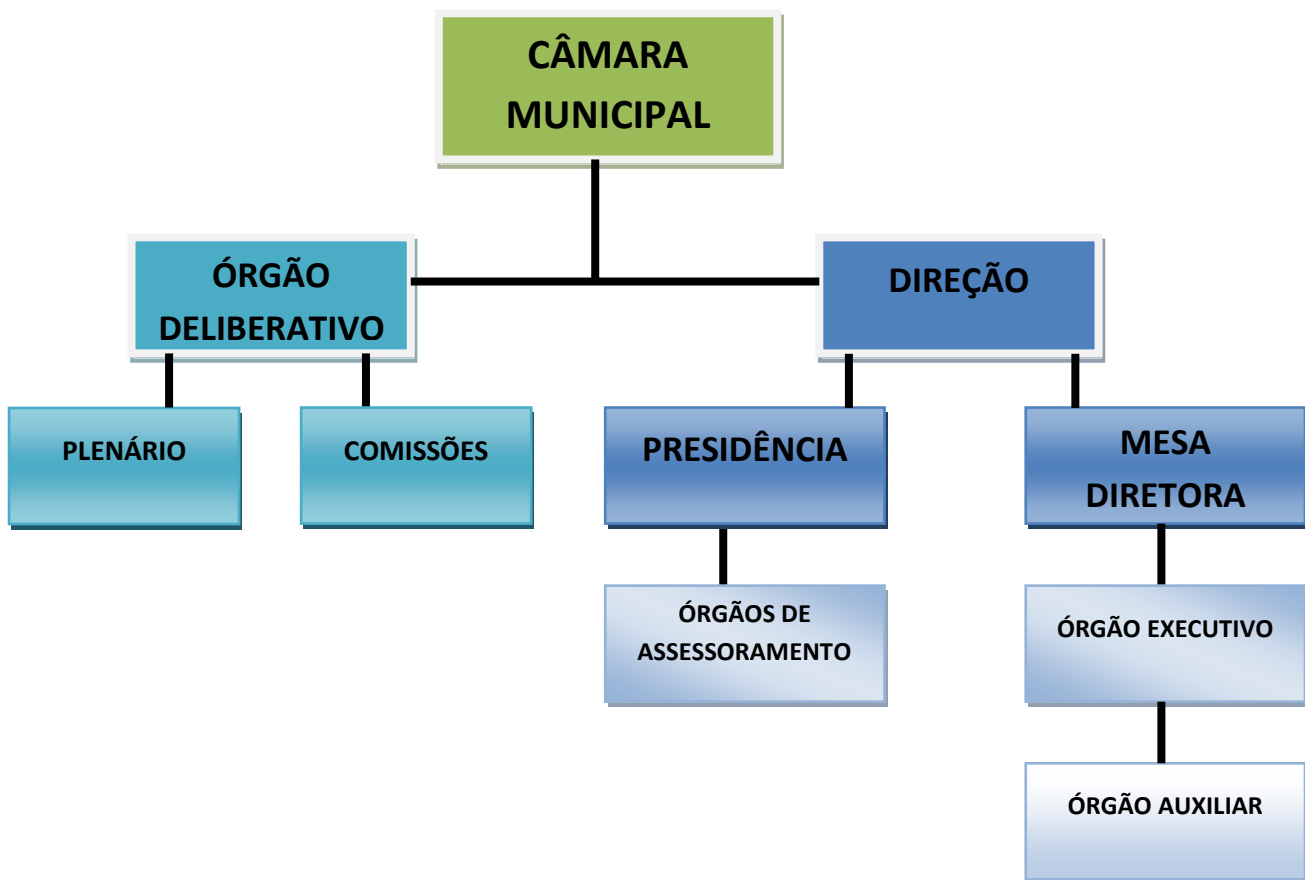 CÂMARA
MUNICIPAL
ÓRGÃO
DELIBERATIVO
DIREÇÃO
PLENÁRIO
COMISSÕES
PRESIDÊNCIA
MESA
DIRETORA
ÓRGÃOS DE
ASSESSORAMENTO
ÓRGÃO EXECUTIVO
ÓRGÃO AUXILIAR